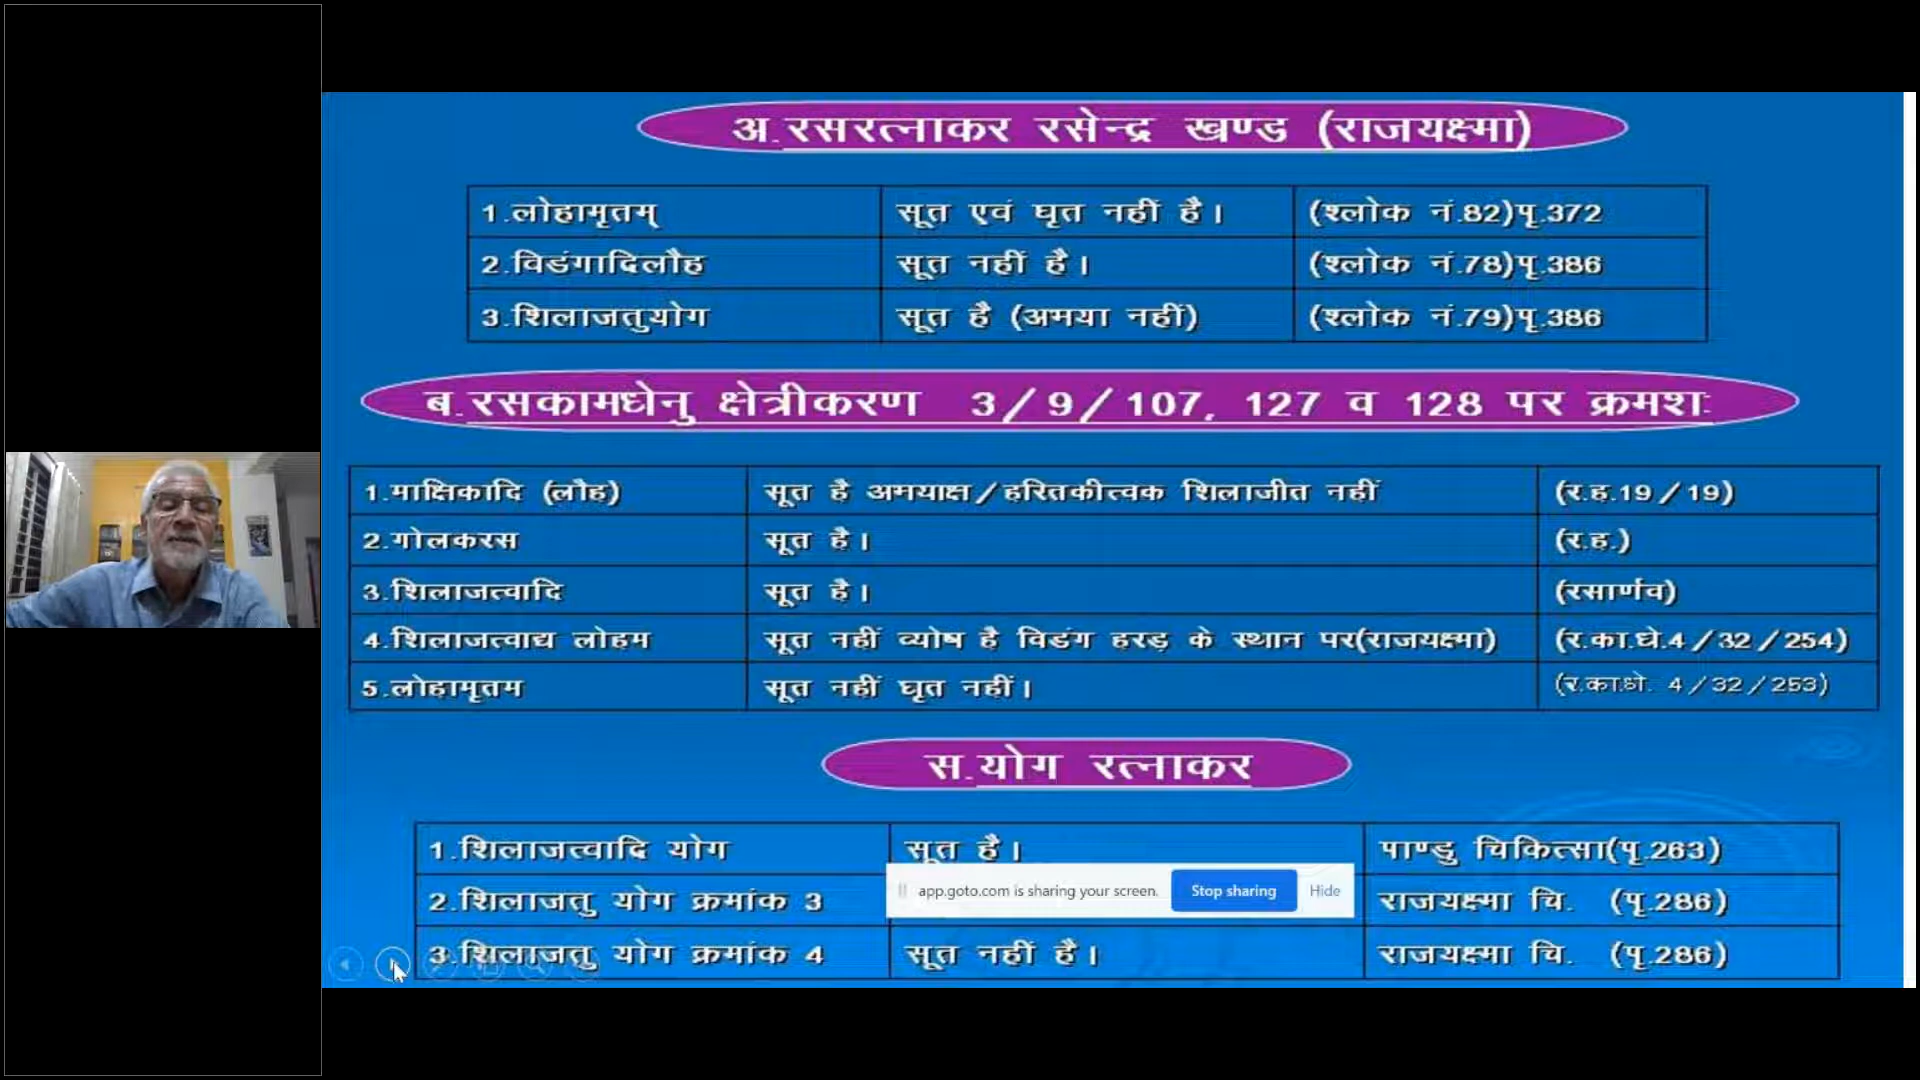 अ.रसरत्नाकर रसेन्द्र खण्ड (राजयक्ष्मा)
1.लोहामृतम् सूत एवं घृत नहीं है। (श्लोक नं.82)पृ.372
2.विडंगादिलौह सूत नहीं है। (श्लोक नं.78)पृ.386
3.शिलाजतुयोग सूत है (अमया नहीं) (श्लोक नं.79)पृ.386
ब.रसकामधेनु क्षेत्रीकरण 3/9/107, 127 व 128 पर क्रमशः
1.माक्षिकादि (लौह) सूत है अमयाक्ष/हरितकीत्वक शिलाजीत नहीं (र.ह.19/19)
2.गोलकरस सूत है। (र.ह.)
3.शिलाजत्वादि सूत है। (रसार्णव)
4.शिलाजत्वाद्य लोहम सूत नहीं व्योष है विडंग हरड़ के स्थान पर(राजयक्ष्मा) (र.का.धे.4/32/254)
5.लोहामृतम सूत नहीं घृत नहीं। (र.का.धे. 4/32/253)
स.योग रत्नाकर
1.शिलाजत्वादि योग सूत है। पाण्डु चिकित्सा(पृ.263)
app.goto.com is sharing your screen. Stop sharing Hide
2.शिलाजतु योग क्रमांक 3 राजयक्ष्मा चि. (पृ.286)
3.शिलाजतु योग क्रमांक 4 सूत नहीं है। राजयक्ष्मा चि. (पृ.286)